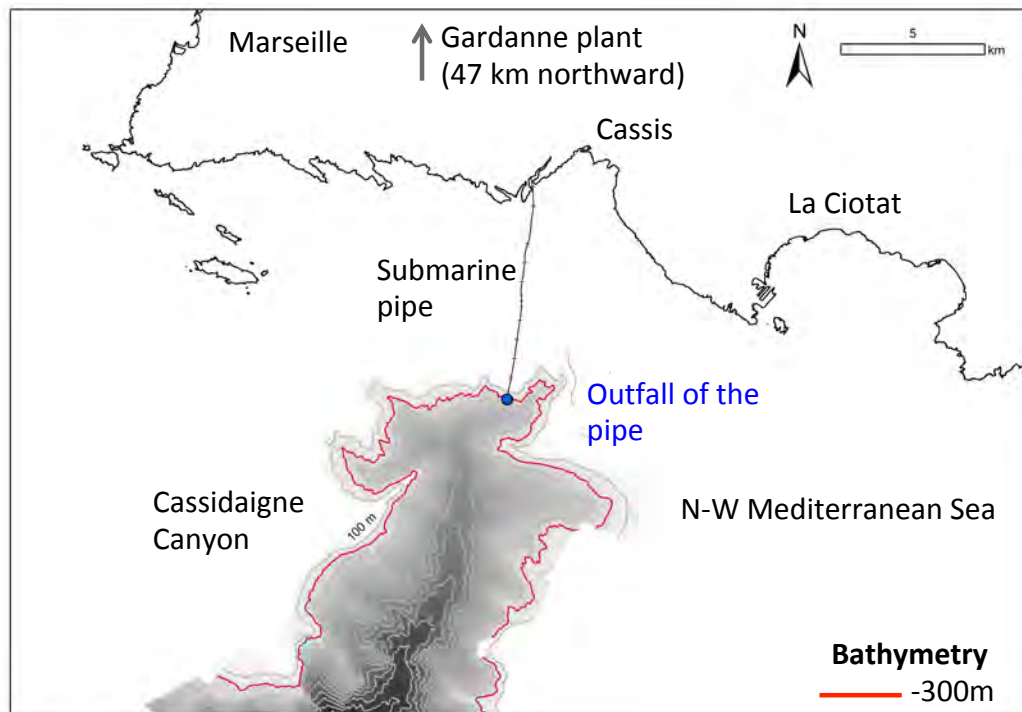 Marseille
Gardanne plant
(47 km northward)
N
5
km
Cassis
La Ciotat
Submarine
pipe
Outfall of the
pipe
Cassidaigne
Canyon
100 m
N-W Mediterranean Sea
Bathymetry
-300m